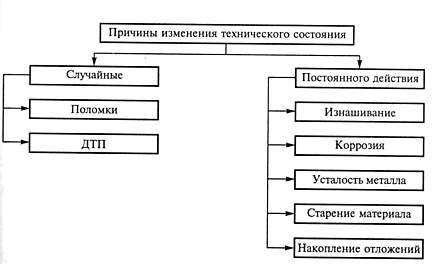 Причины изменения технического состояния
Случайные
Поломки
ДТП
Постоянного действия
Изнашивание
Коррозия
Усталость металла
Старение материала
Накопление отложений